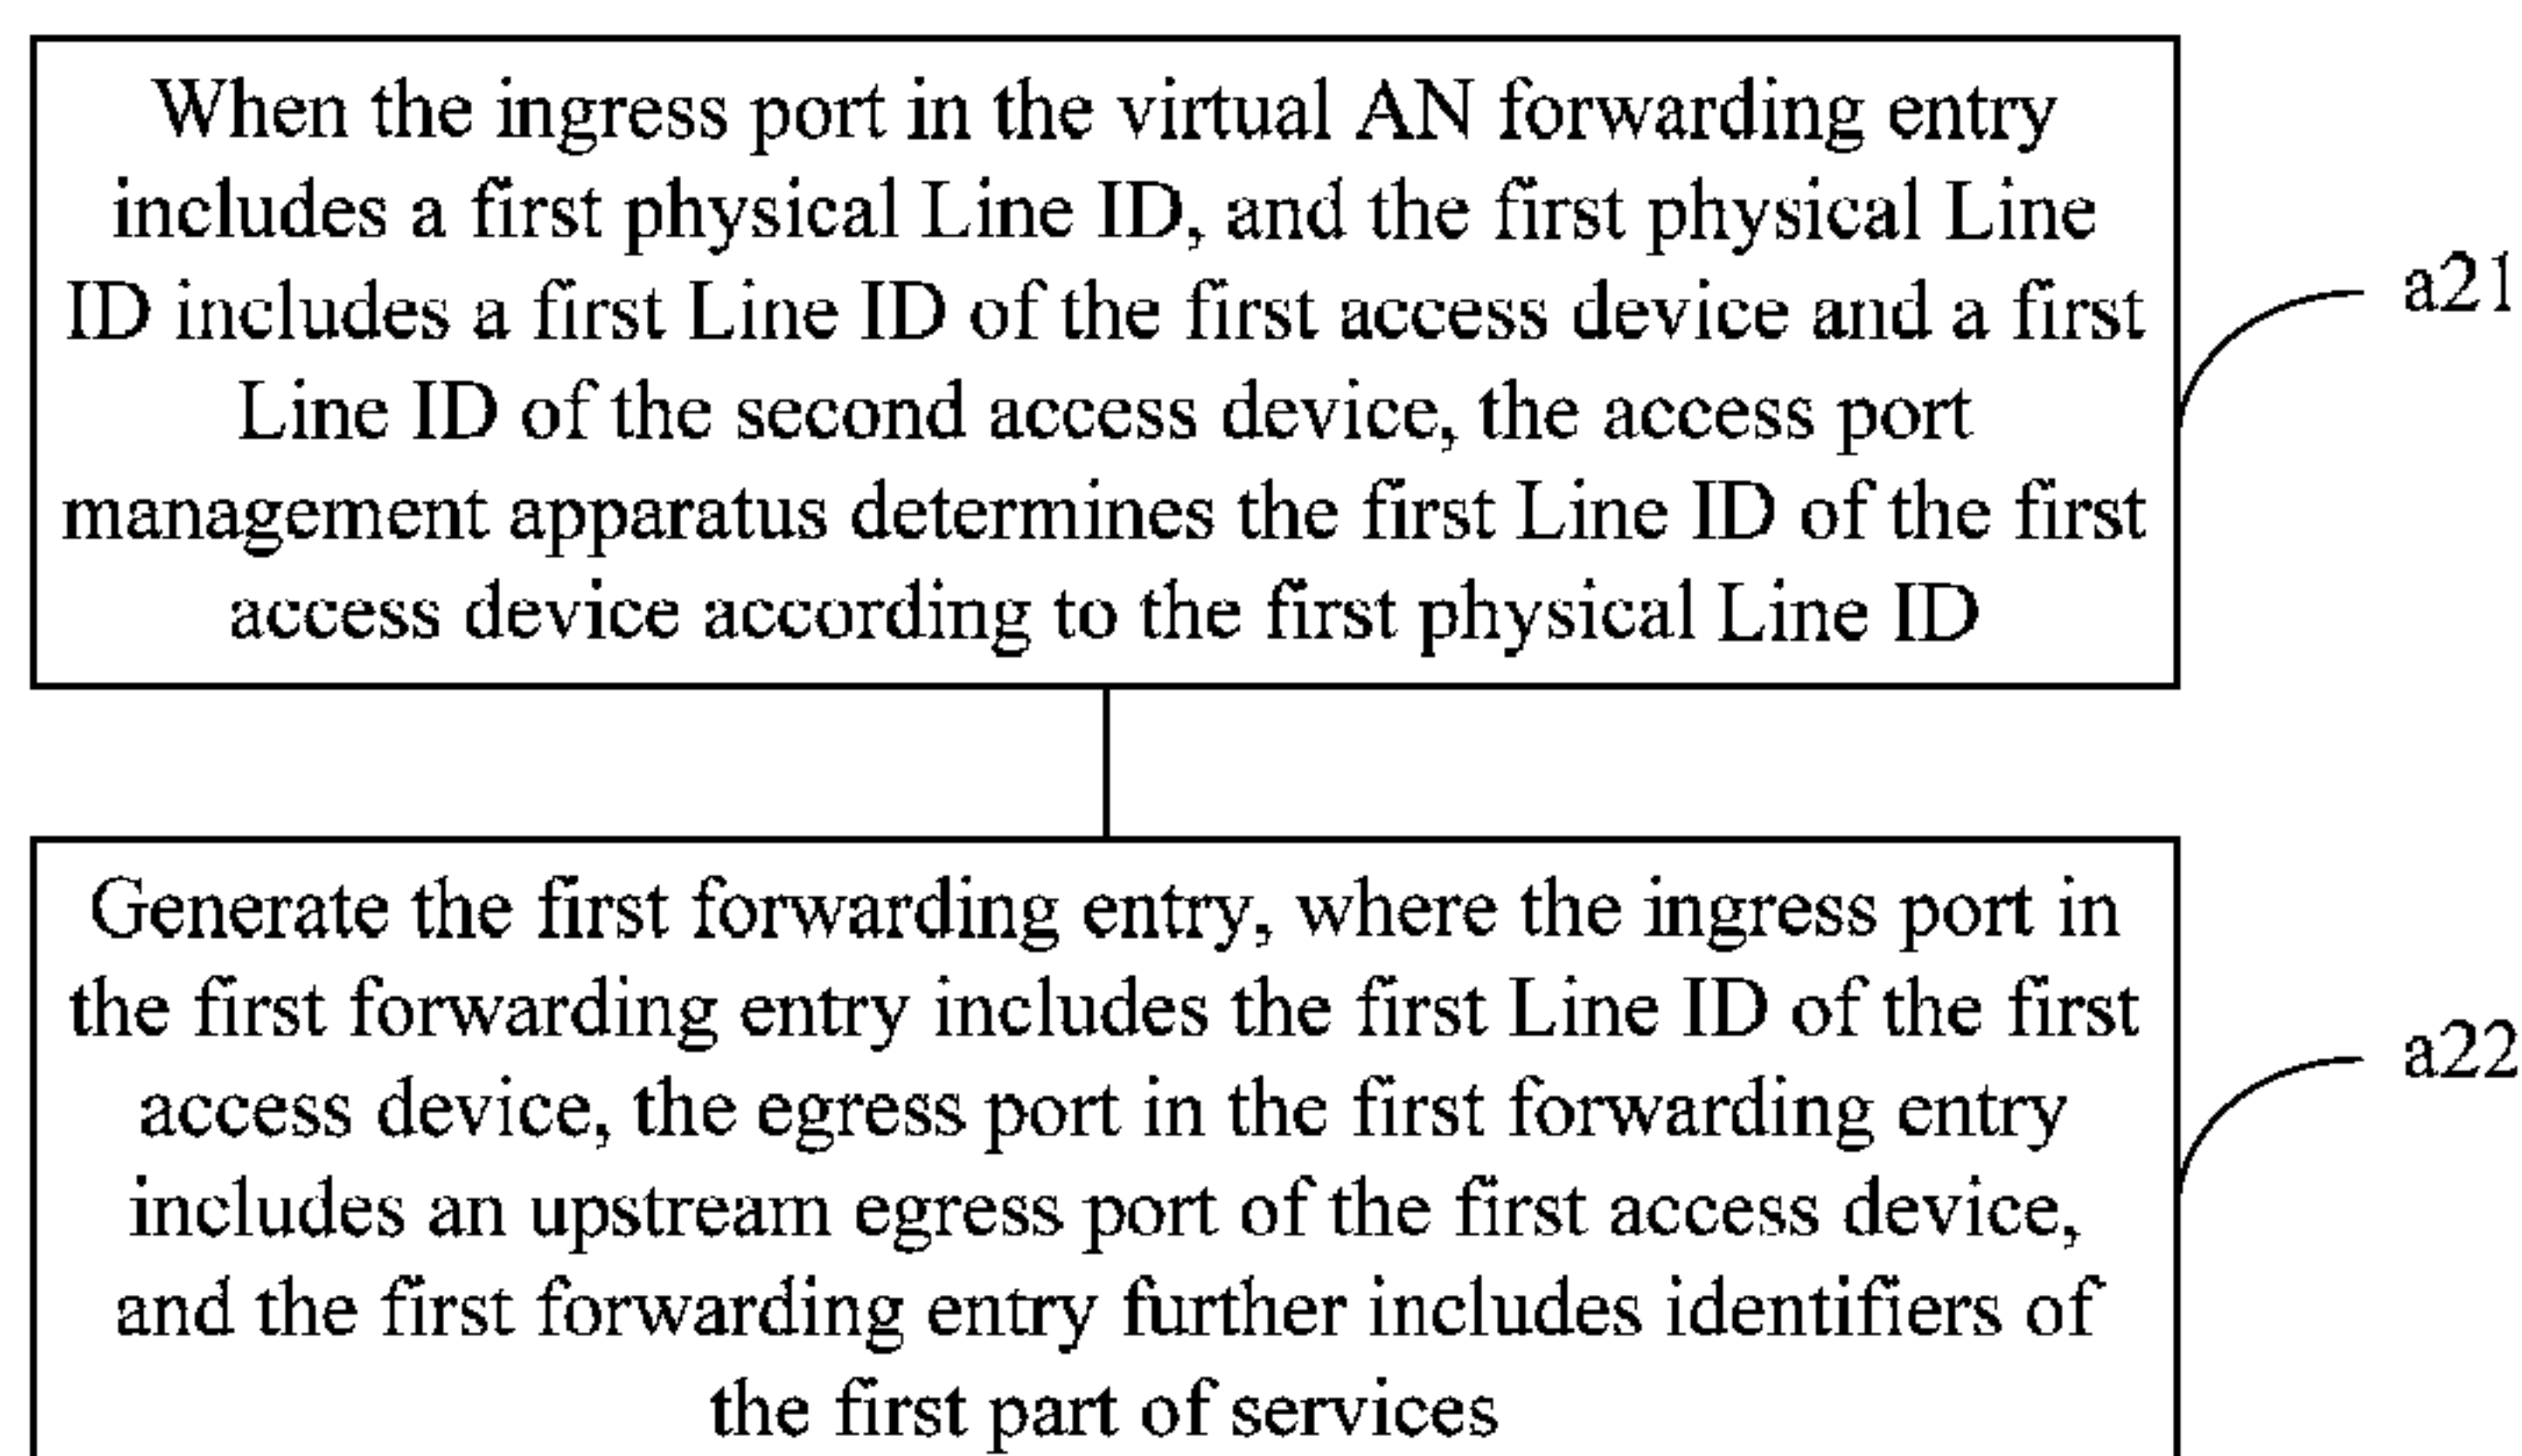 When the ingress port in the virtual AN forwarding entry
includes a first physical Line ID, and the first physical Line
ID includes a first Line ID of the first access device and a first
Line ID of the second access device, the access port
management apparatus determines the first Line ID of the first
access device according to the first physical Line ID
a21
Generate the first forwarding entry, where the ingress port in
the first forwarding entry includes the first Line ID of the first
access device, the egress port in the first forwarding entry
includes an upstream egress port of the first access device,
and the first forwarding entry further includes identifiers of
the first part of services
a22